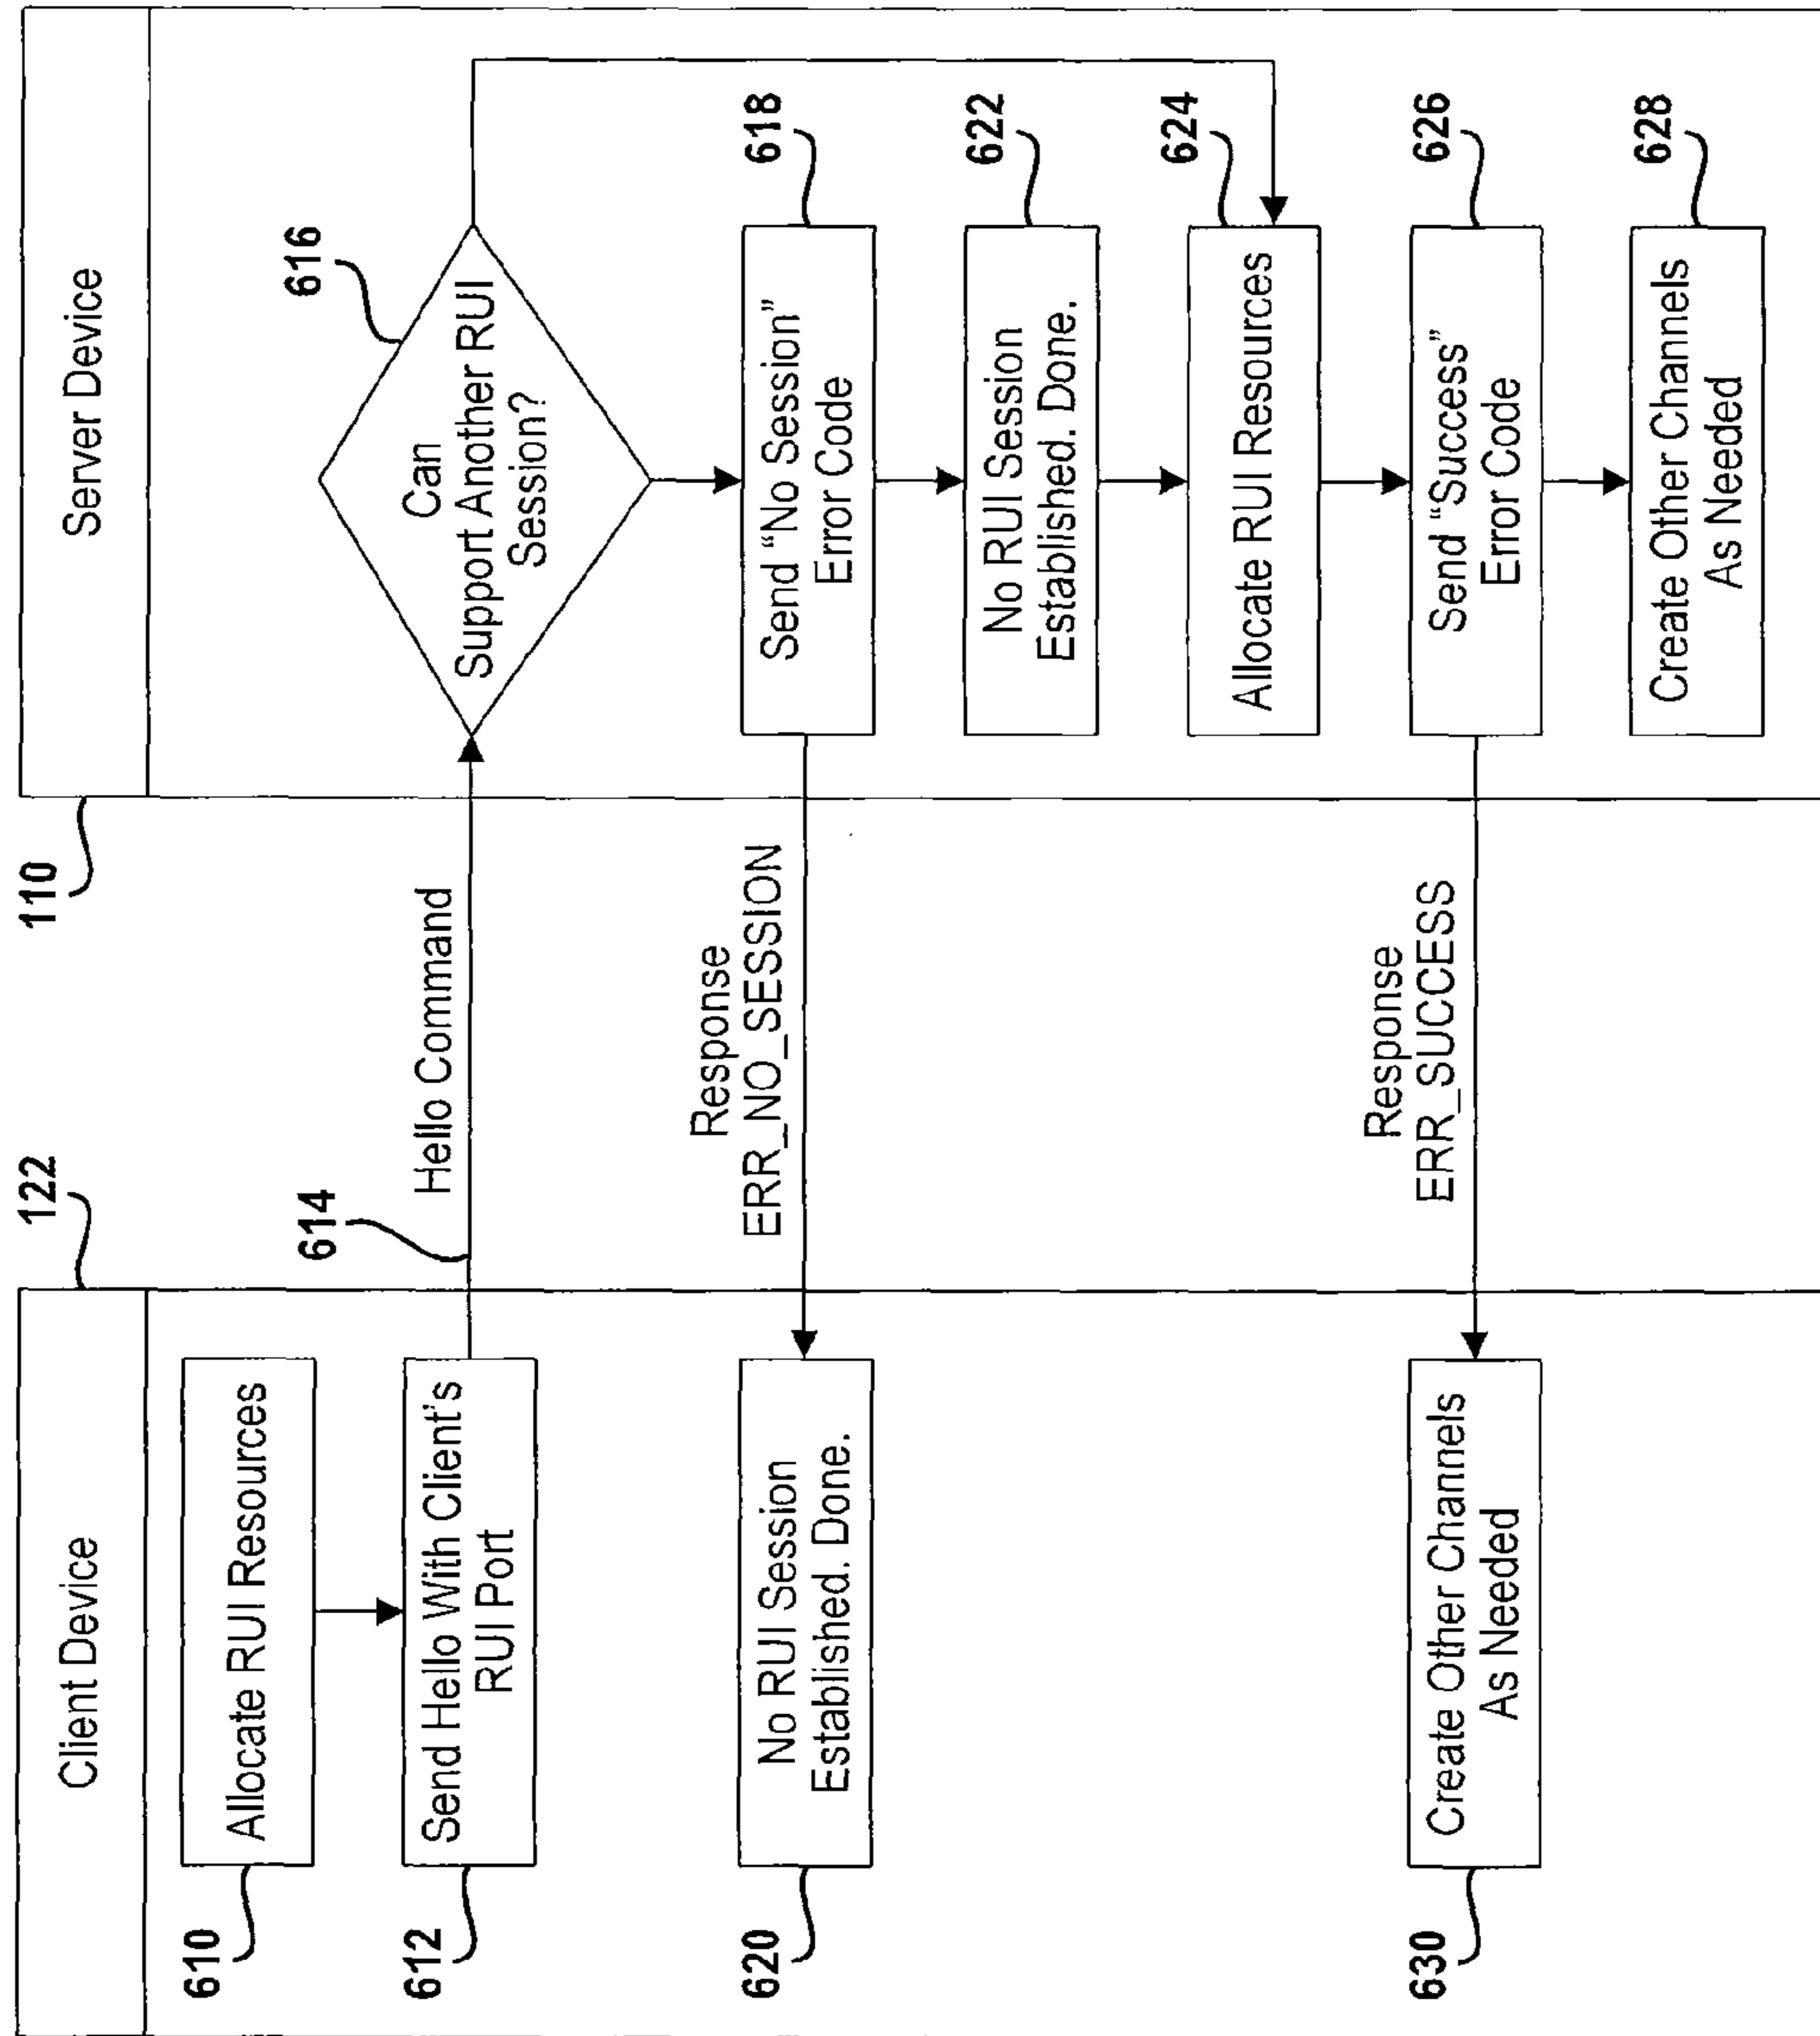 Client Device
122
Server Device
110
610
Allocate RUI Resources
612
Send Hello With Client's
RUI Port
614
Hello Command
616
Can
Support Another RUI
Session?
618
Send "No Session"
Error Code
Response
ERR_NO_SESSION
620
No RUI Session
Established. Done.
622
No RUI Session
Established. Done.
624
Allocate RUI Resources
626
Send "Success"
Error Code
Response
ERR_SUCCESS
628
Create Other Channels
As Needed
630
Create Other Channels
As Needed